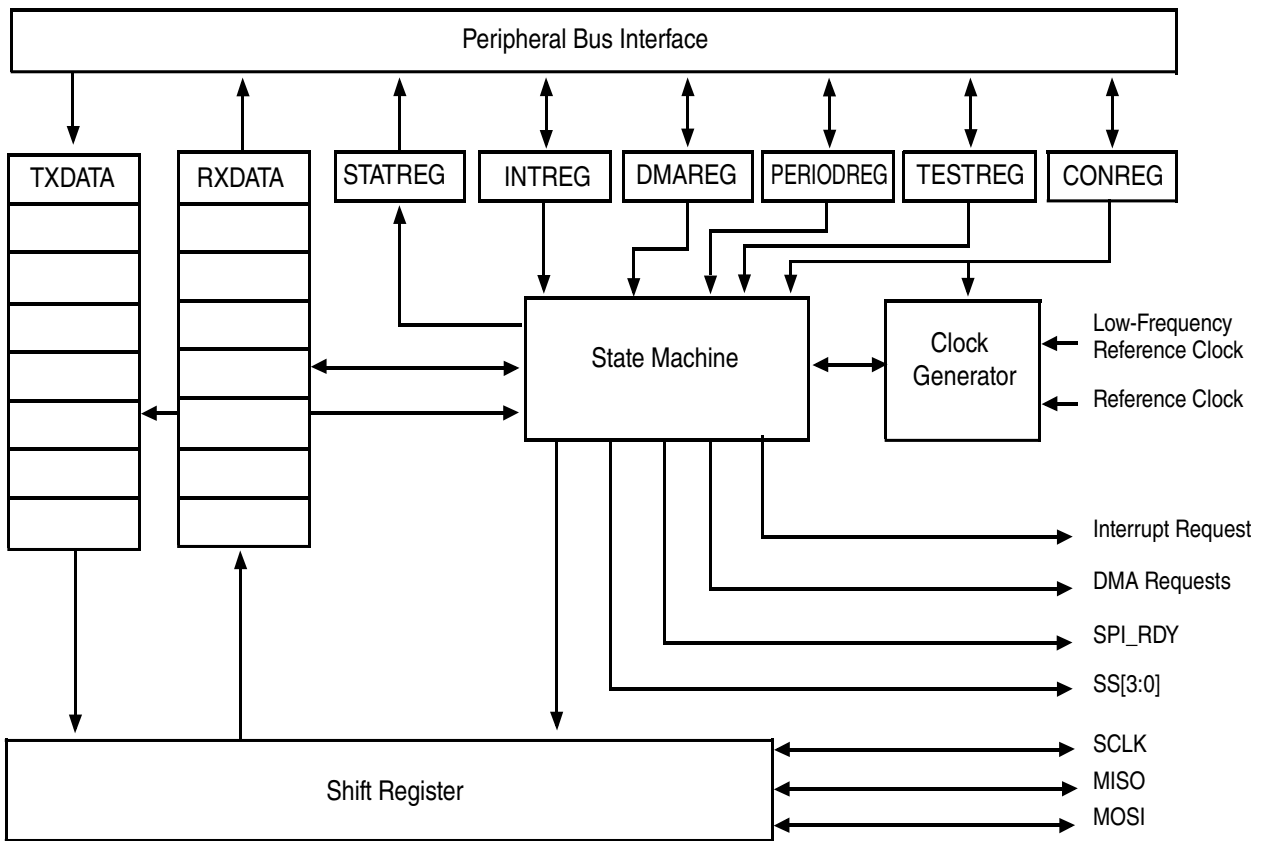 Peripheral Bus Interface
TXDATA
RXDATA
STATREG
INTREG
DMAREG
PERIODREG
TESTREG
CONREG
State Machine
Clock
Generator
Low-Frequency
Reference Clock
Reference Clock
Interrupt Request
DMA Requests
SPI_RDY
SS[3:0]
Shift Register
SCLK
MISO
MOSI